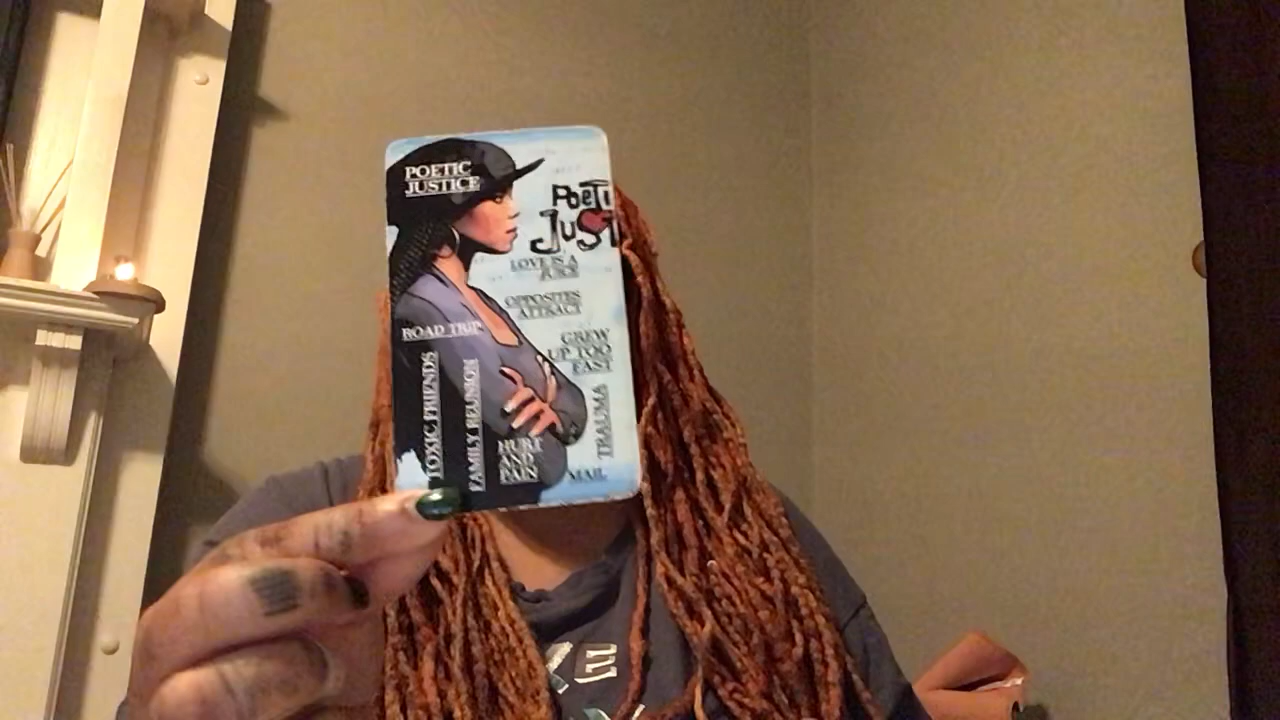 POETIC
JUSTICE
POETI
JUST
LOVE IS A
OPPOSITES
ATTRACT
GREW
UP TOO
FAST
ROAD TRIP
TOXIC FRIENDS
FAMILY REUNION
HURT
AND
PAIN
TRAUMA
MAIL
KE